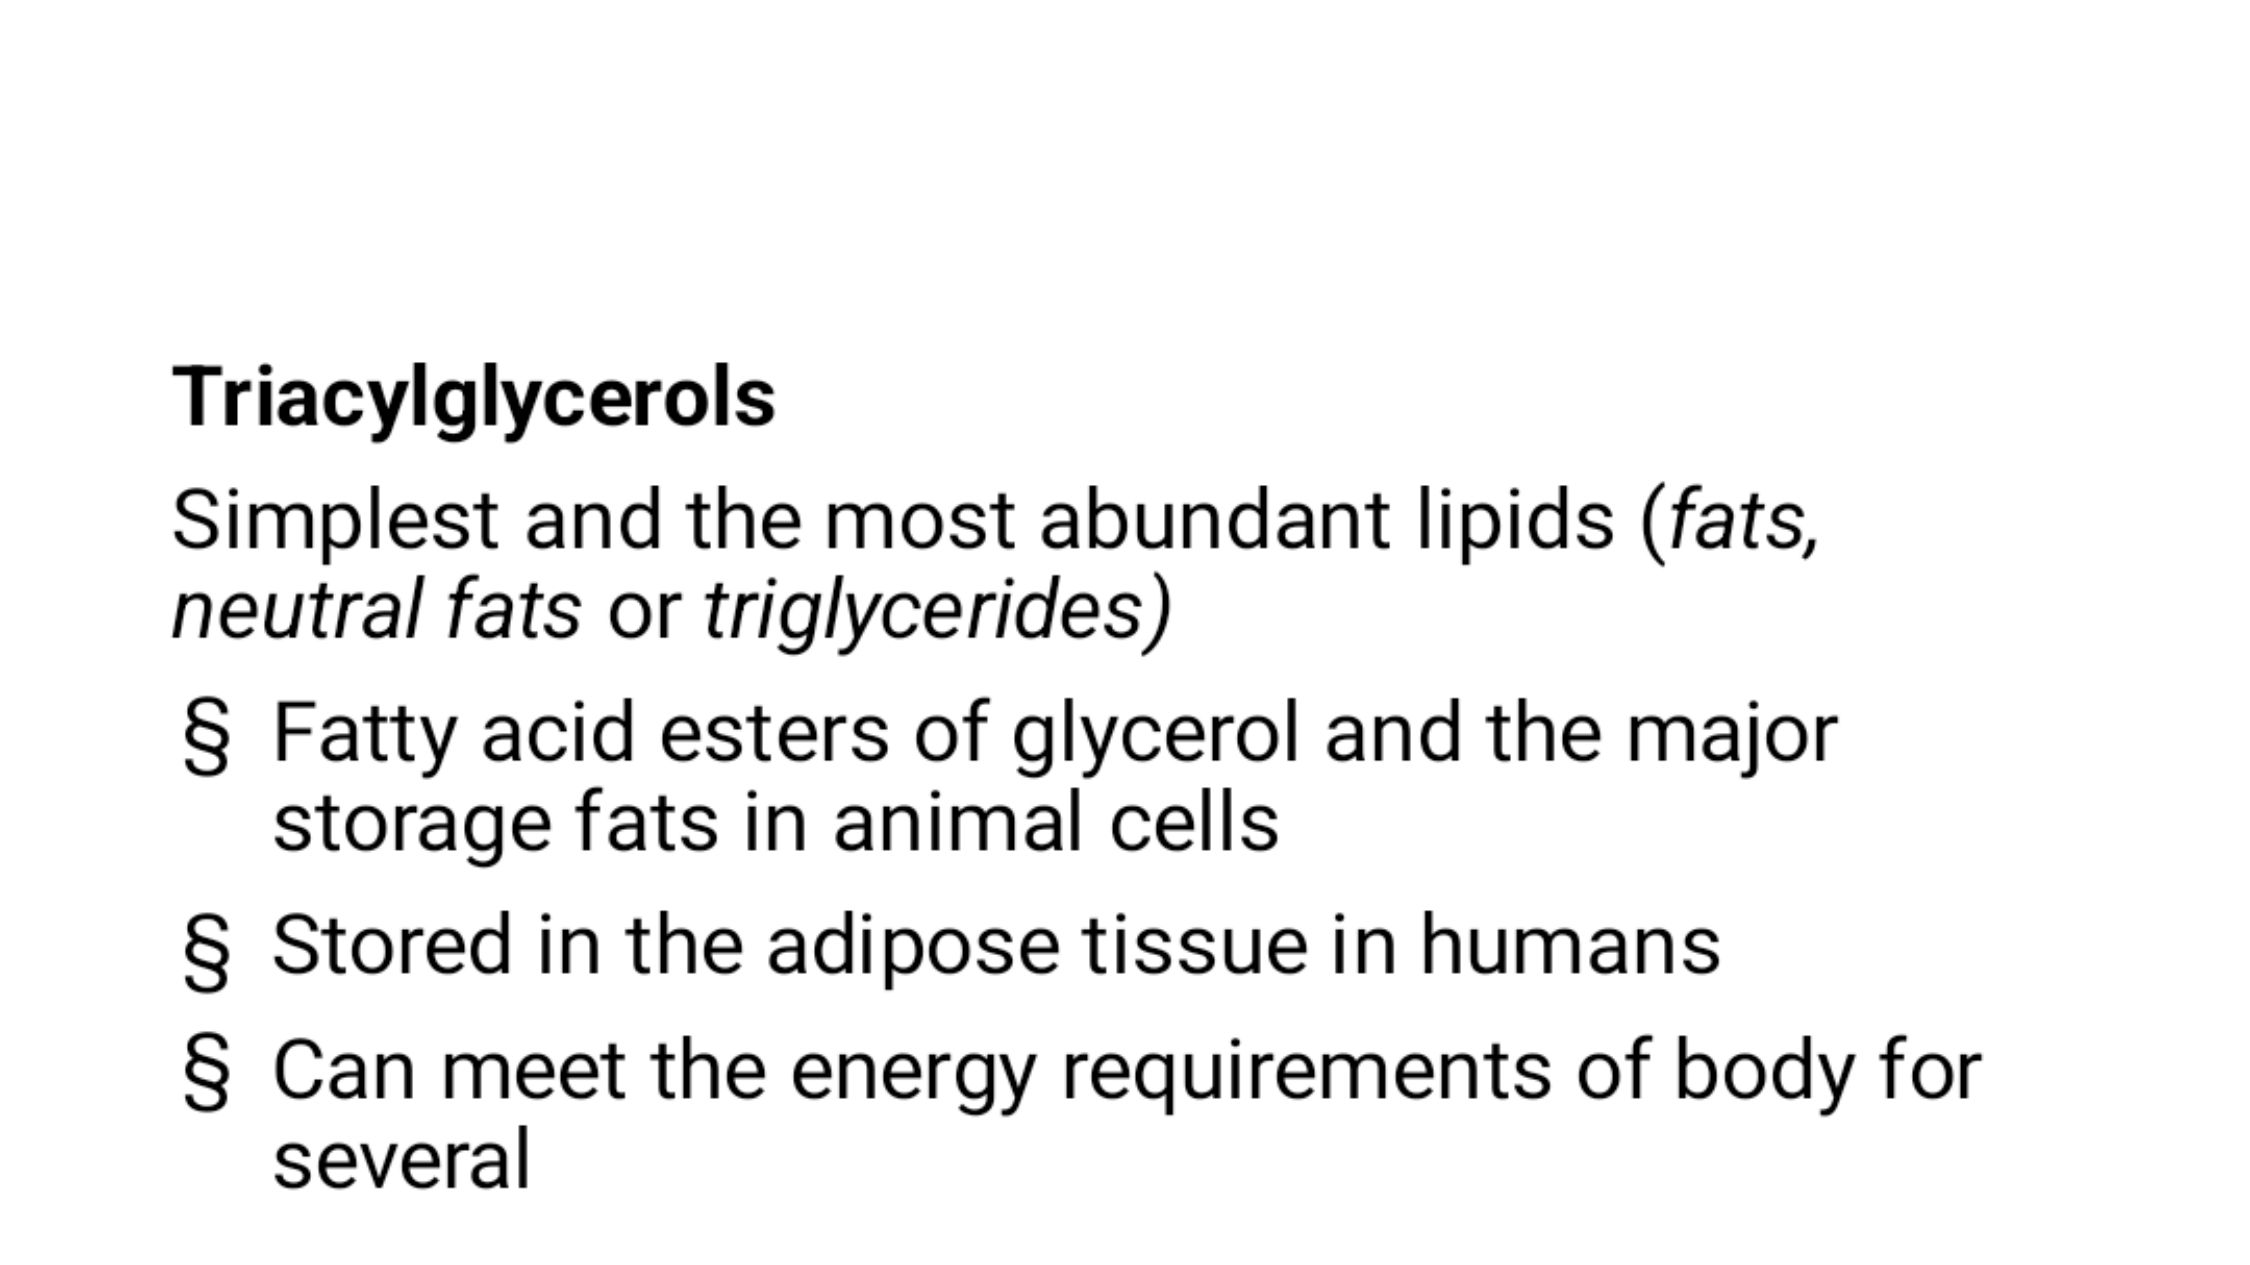 Triacylglycerols
Simplest and the most abundant lipids (fats,
neutral fats or triglycerides)
§ Fatty acid esters of glycerol and the major
storage fats in animal cells
§ Stored in the adipose tissue in humans
§ Can meet the energy requirements of body for
several